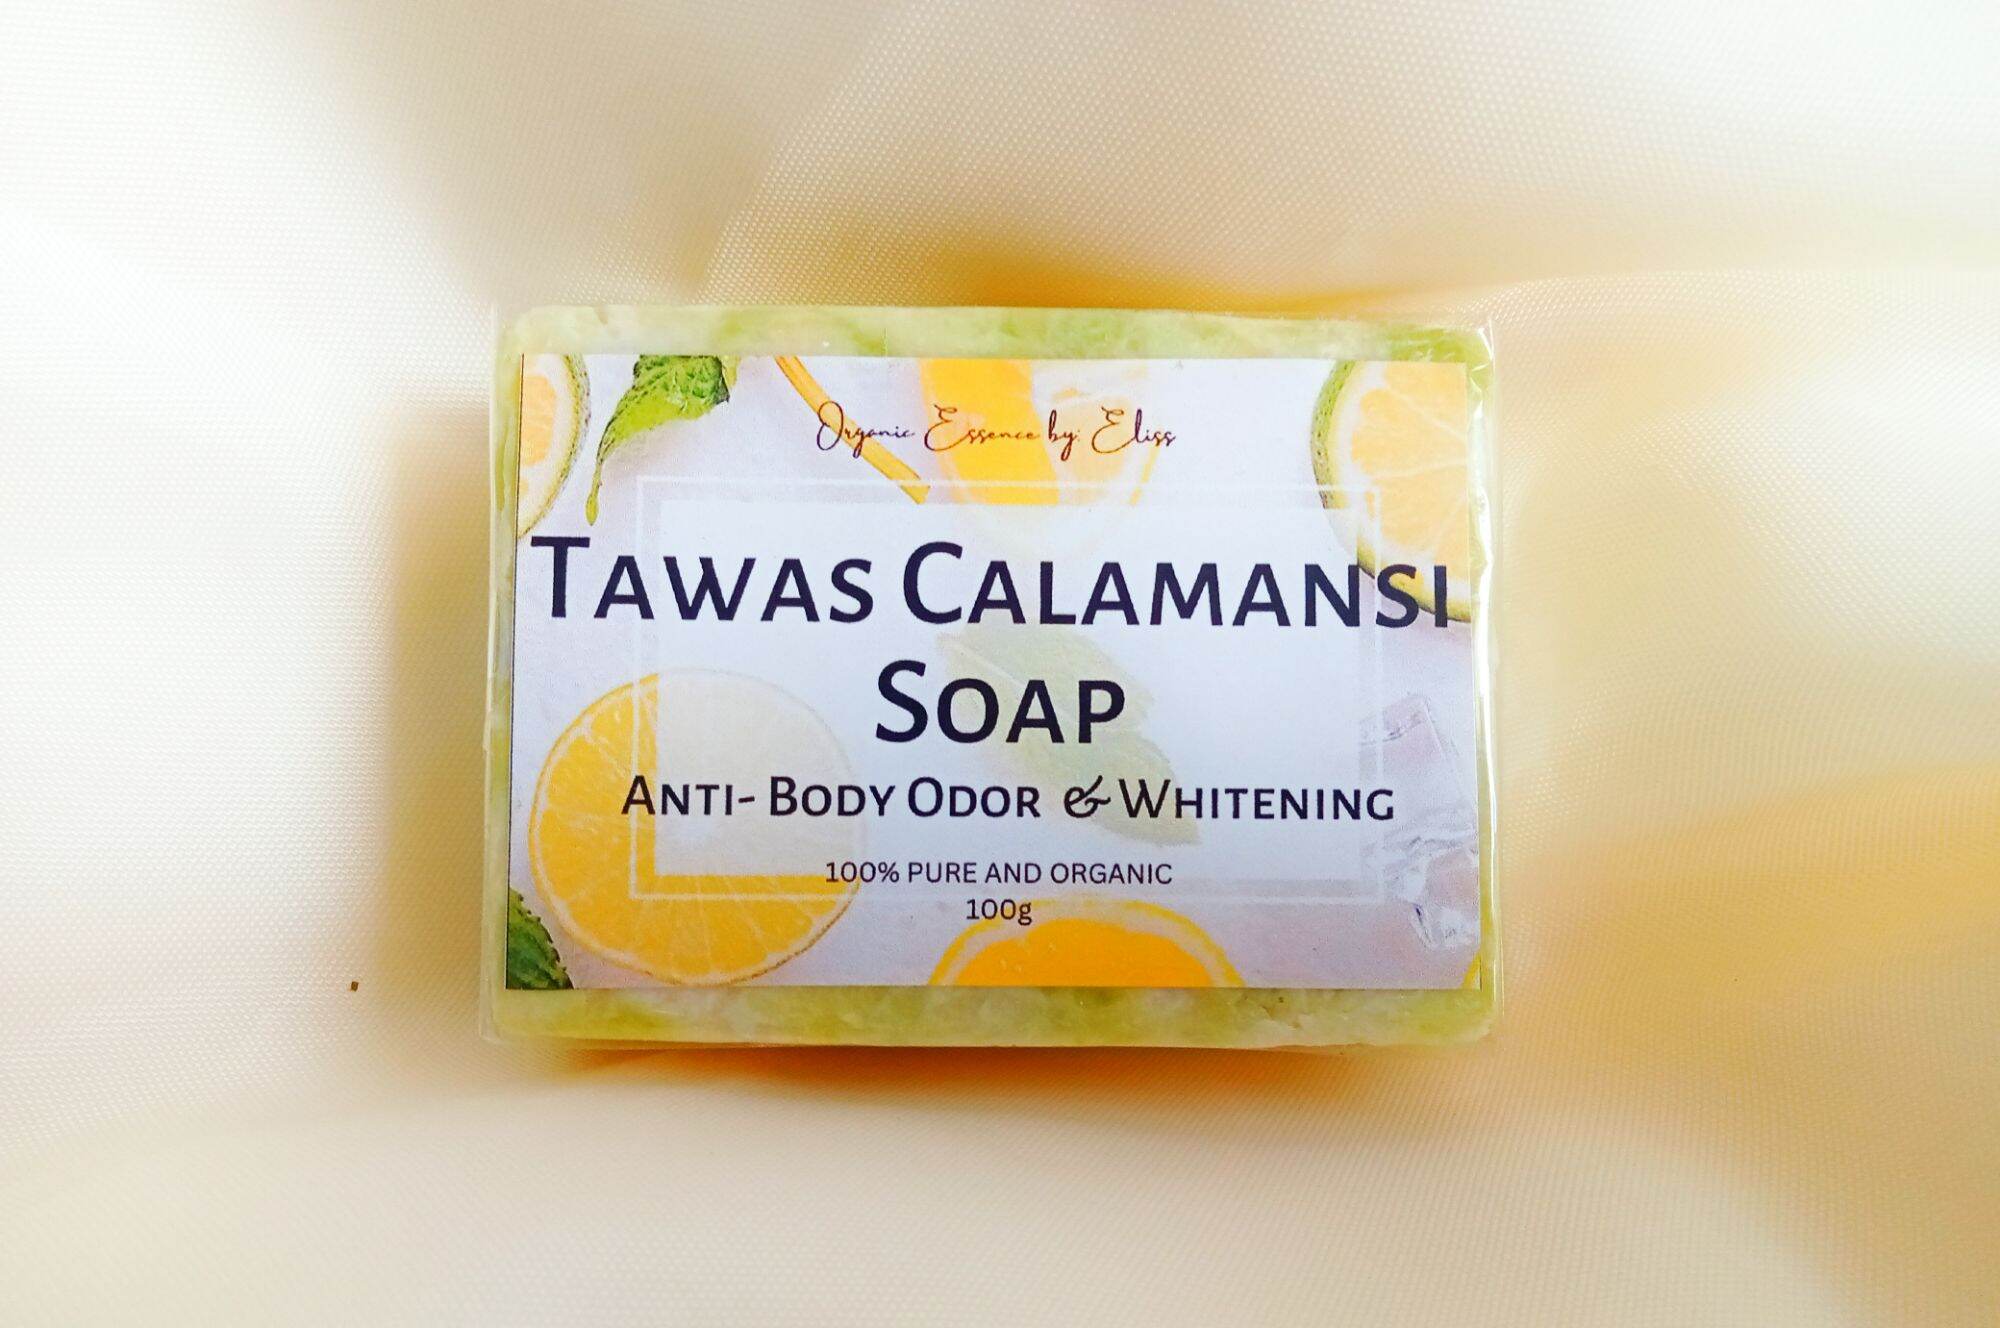 Organic Essence by: Eliss
Tawas Calamansi
Soap
Anti- Body Odor & Whitening
100% PURE AND ORGANIC
100g